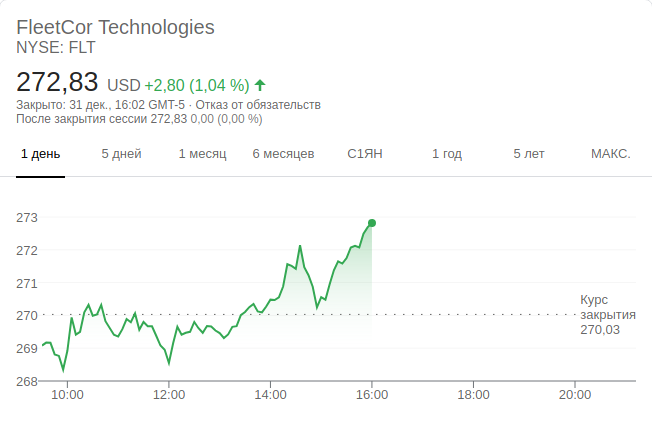 FleetCor Technologies
NYSE: FLT
272,83 USD +2,80 (1,04 %)
Закрыто: 31 дек., 16:02 GMT-5 · Отказ от обязательств
После закрытия сессии 272,83 0,00 (0,00 %)
1 день 5 дней 1 месяц 6 месяцев С1ЯН 1 год 5 лет МАКС.
273
272
271
270
269
268
Курс
закрытия
270,03
10:00 12:00 14:00 16:00 18:00 20:00